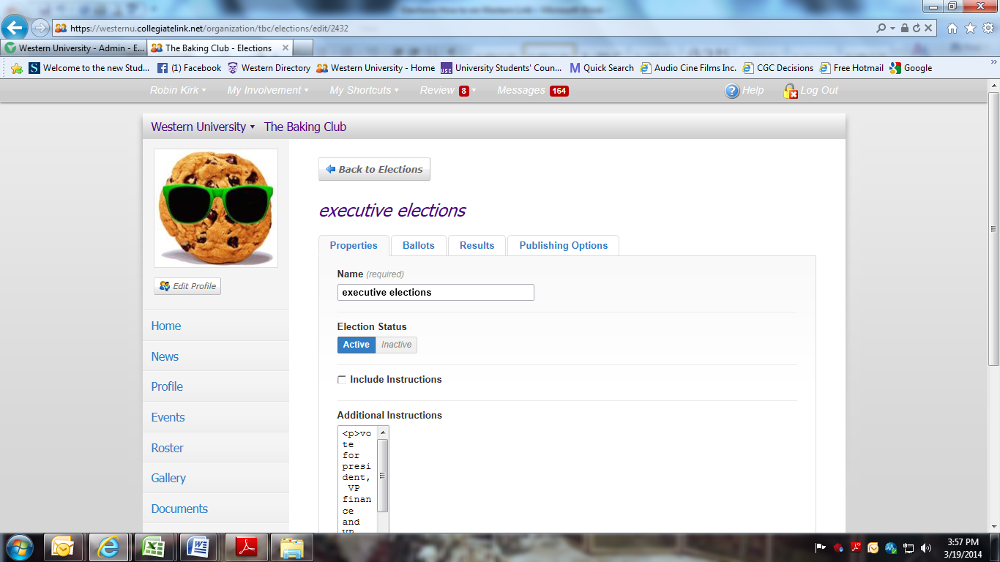 https://westernu.collegiatelink.net/organization/tbc/elections/edit/2432
Western University - Admin - E...
The Baking Club - Elections
Welcome to the new Stud...
(1) Facebook
Western Directory
Western University - Home
University Students' Coun...
Quick Search
Audio Cine Films Inc.
CGC Decisions
Free Hotmail
Google
Robin Kirk
My Involvement
My Shortcuts
Review 8
Messages 164
Help
Log Out
Western University
The Baking Club
Back to Elections
executive elections
Properties
Ballots
Results
Publishing Options
Name (required)
executive elections
Election Status
Active
Inactive
Include Instructions
Additional Instructions
<p>vo
te
for
presi
dent,
VP
finan
ce
and
VP
Edit Profile
Home
News
Profile
Events
Roster
Gallery
Documents
3:57 PM
3/19/2014